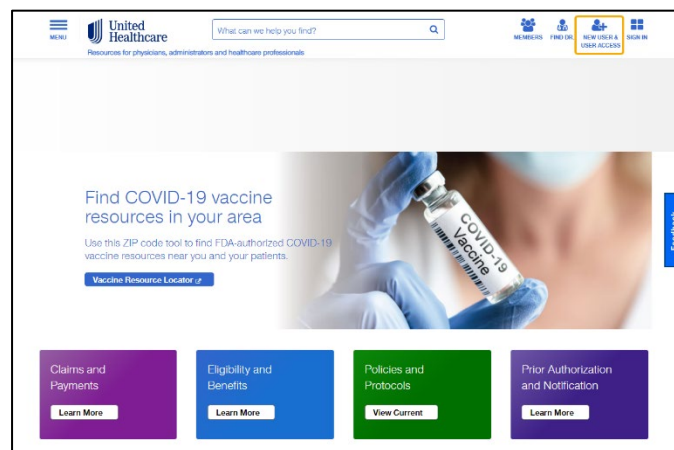 MENU
United
Healthcare
What can we help you find?
MEMBERS
FIND DR.
NEW USER &
USER ACCESS
SIGN IN
Resources for physicians, administrators and healthcare professionals
Find COVID-19 vaccine
resources in your area
Use this ZIP code tool to find FDA-authorized COVID-19
vaccine resources near you and your patients.
Vaccine Resource Locator
COVID-19
Vaccine
Feedback
Claims and
Payments
Learn More
Eligibility and
Benefits
Learn More
Policies and
Protocols
View Current
Prior Authorization
and Notification
Learn More